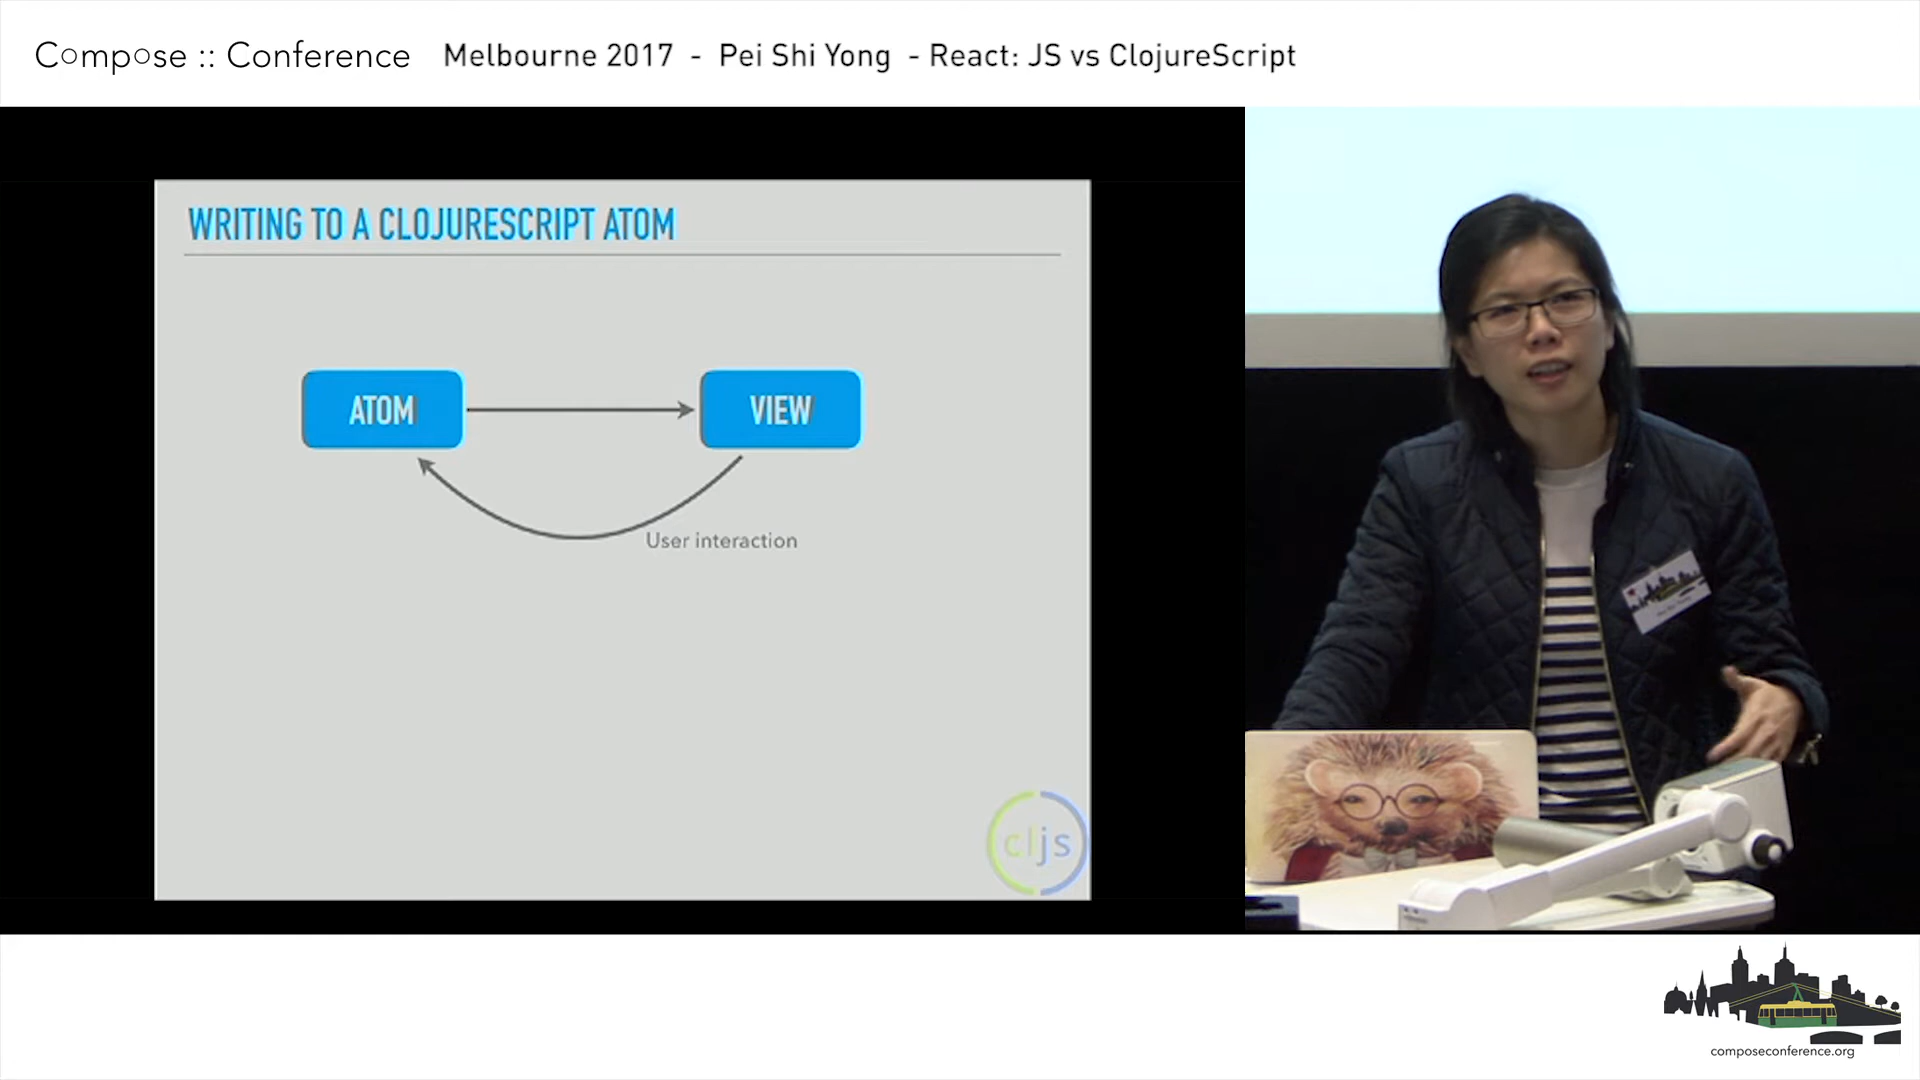 Compose :: Conference Melbourne 2017 - Pei Shi Yong - React: JS vs ClojureScript
WRITING TO A CLOJURESCRIPT ATOM
ATOM
VIEW
User interaction
cljs
composeconference.org